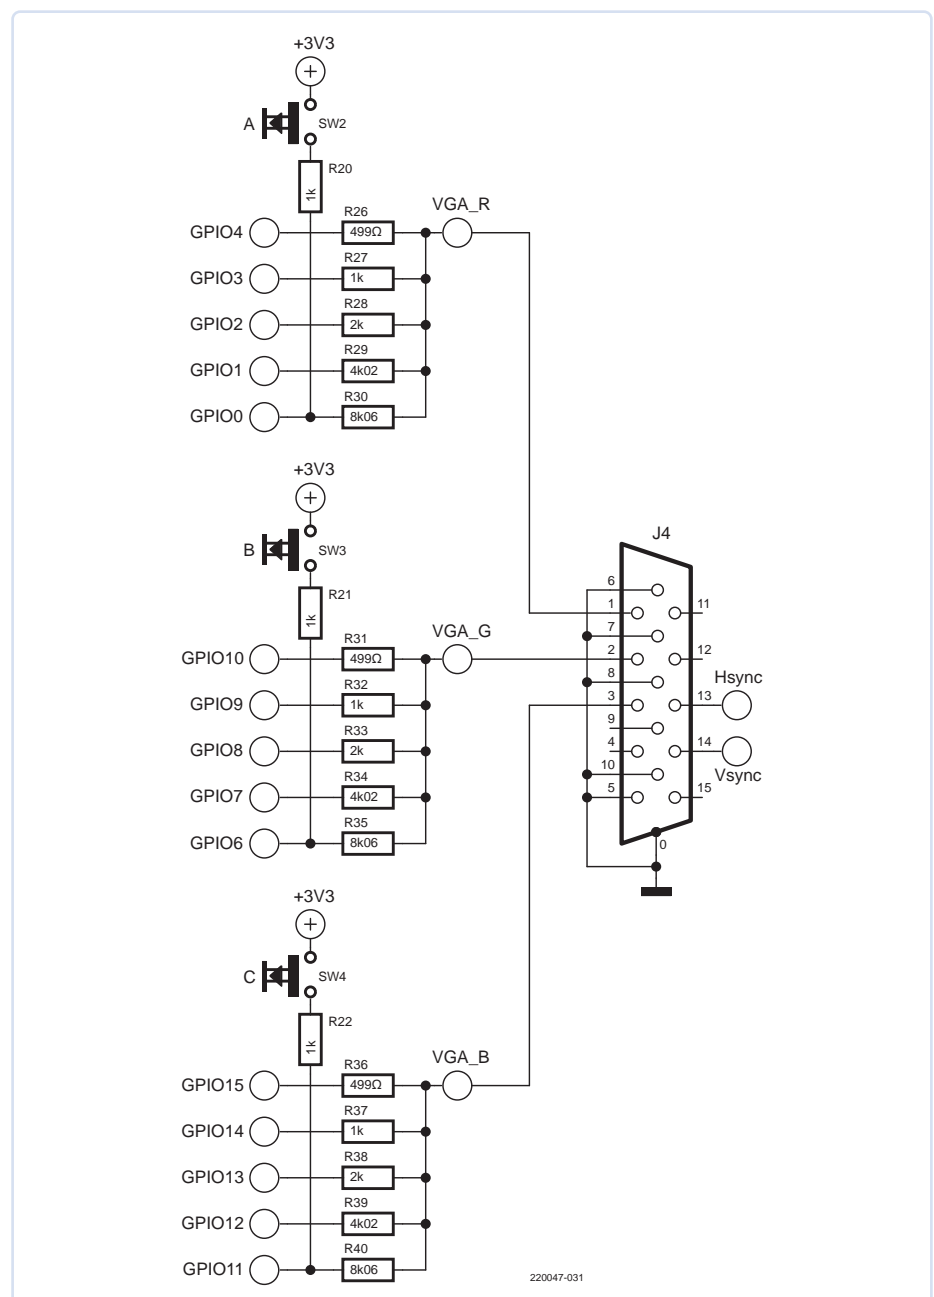 +3V3
A
SW2
R20
1k
VGA_R
R26
GPIO4
499Ω
R27
GPIO3
1k
R28
GPIO2
2k
R29
GPIO1
4k02
R30
GPIO0
8k06
+3V3
B
SW3
R21
1k
VGA_G
R31
GPIO10
499Ω
R32
GPIO9
1k
R33
GPIO8
2k
R34
GPIO7
4k02
R35
GPIO6
8k06
J4
6
1
11
7
2
12
8
Hsync
3
13
9
4
14
Vsync
10
5
15
0
+3V3
C
SW4
R22
1k
VGA_B
R36
GPIO15
499Ω
R37
GPIO14
1k
R38
GPIO13
2k
R39
GPIO12
4k02
R40
GPIO11
8k06
220047-031